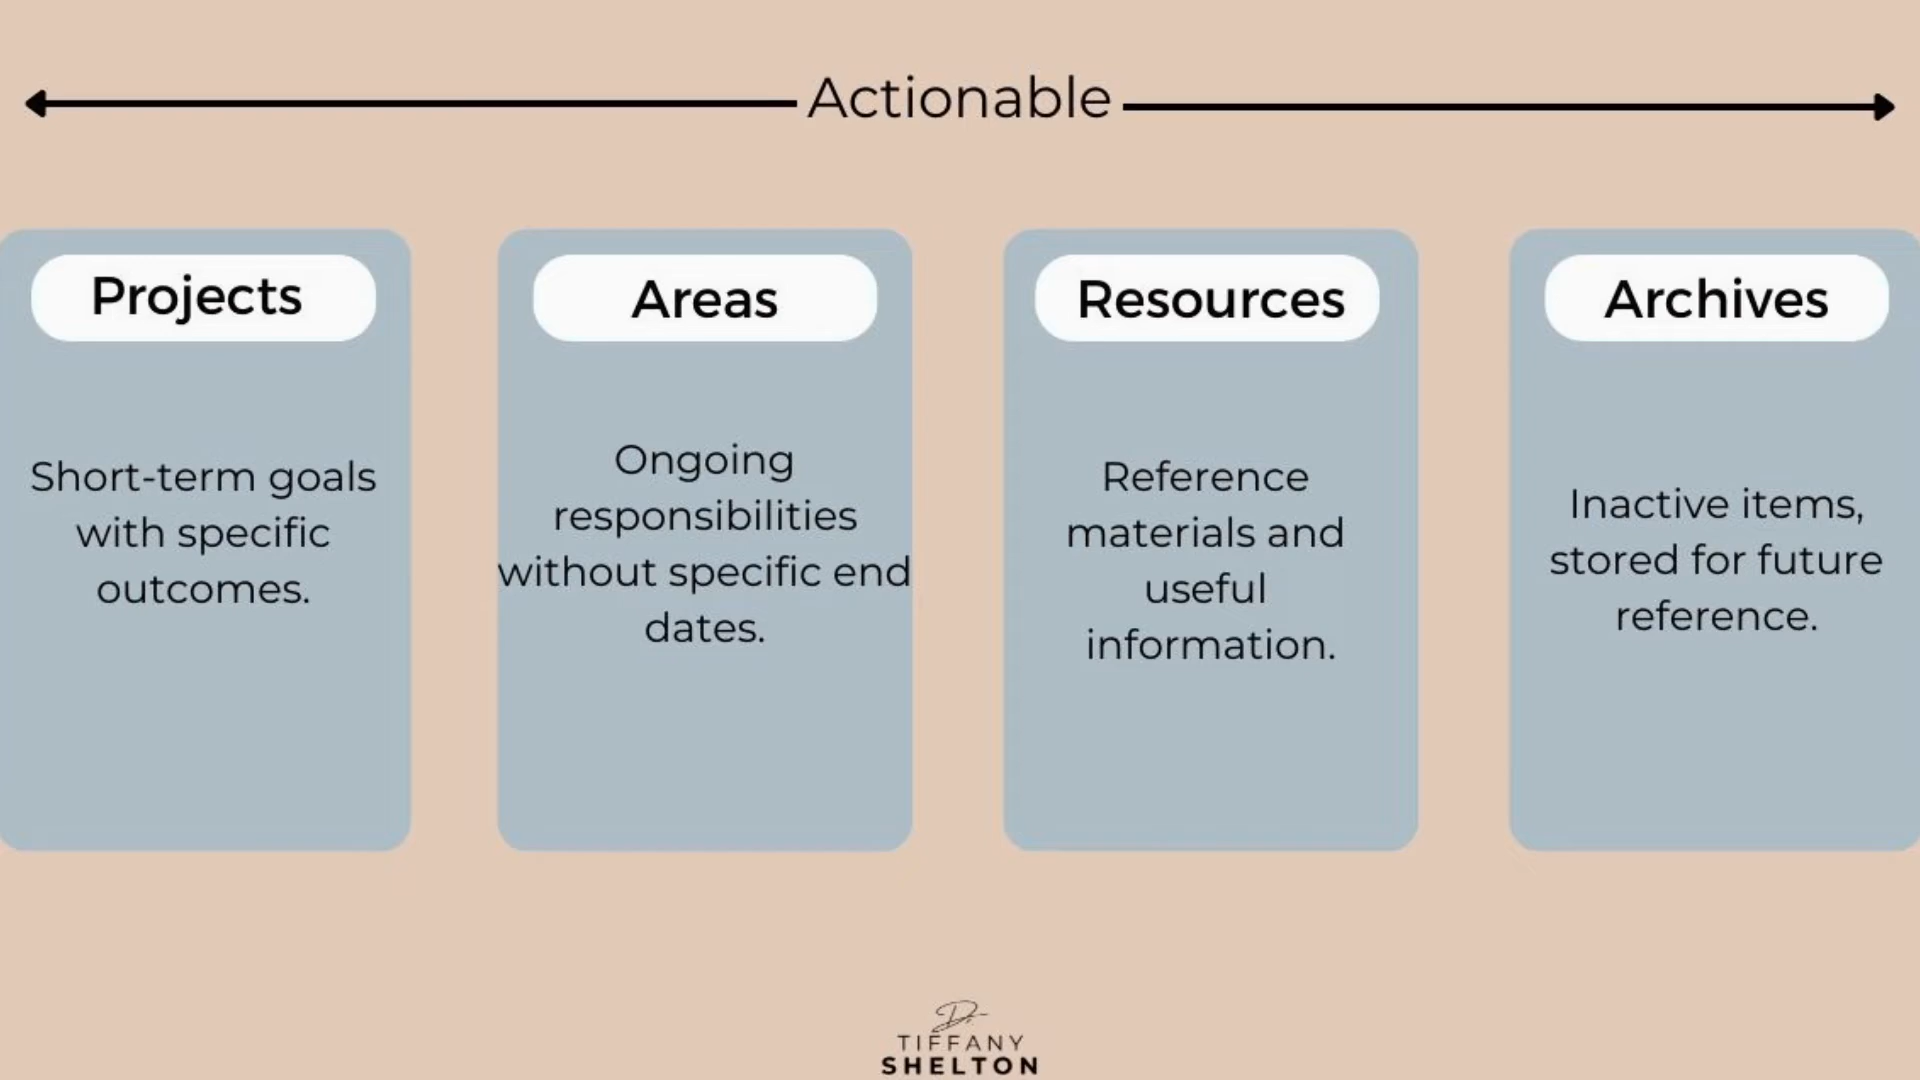 Actionable
Projects
Short-term goals
with specific
outcomes.
Areas
Ongoing
responsibilities
without specific end
dates.
Resources
Reference
materials and
useful
information.
Archives
Inactive items,
stored for future
reference.
Dr.
TIFFANY
SHELTON